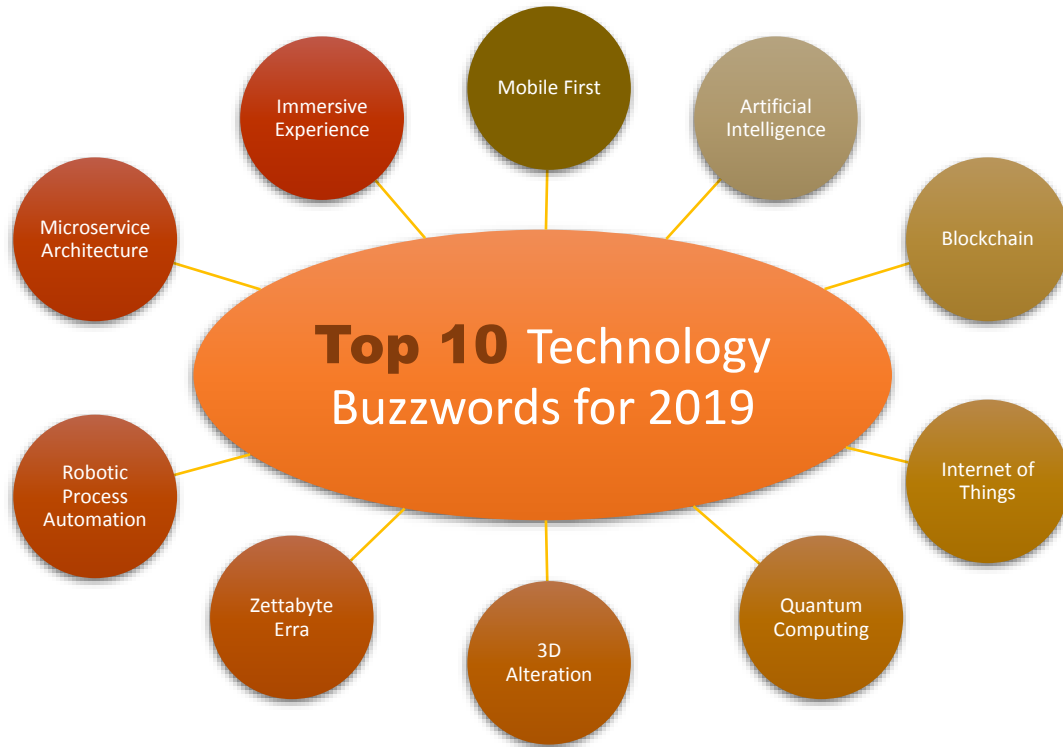 Mobile First
Artificial
Intelligence
Immersive
Experience
Blockchain
Microservice
Architecture
Top 10 Technology
Buzzwords for 2019
Internet of
Things
Robotic
Process
Automation
Quantum
Computing
Zettabyte
Erra
3D
Alteration